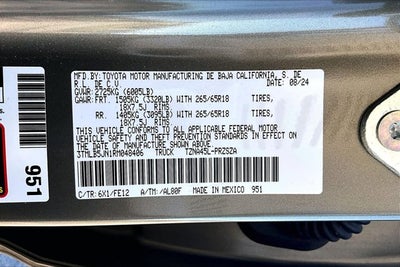 MFD.BY:TOYOTA MOTOR MANUFACTURING DE BAJA CALIFORNIA, S. DE
R.L. DE C.V. 08/24
GVWR: 2725KG (6005LB)
GAWR: FRT. 1505KG (3320LB) WITH 265/65R18 TIRES,
18X7.5J RIMS;
RR. 1405KG (3095LB) WITH 265/65R18 TIRES,
18X7.5J RIMS;
THIS VEHICLE CONFORMS TO ALL APPLICABLE FEDERAL MOTOR
VEHICLE SAFETY AND THEFT PREVENTION STANDARDS IN EFFECT ON
THE DATE OF MANUFACTURE SHOWN ABOVE.
3TMLB5JN1RM048406 TRUCK TZNA45L-PRZSZA
C/TR: 6X1/FE12 A/TM: /AL80F MADE IN MEXICO 951
951